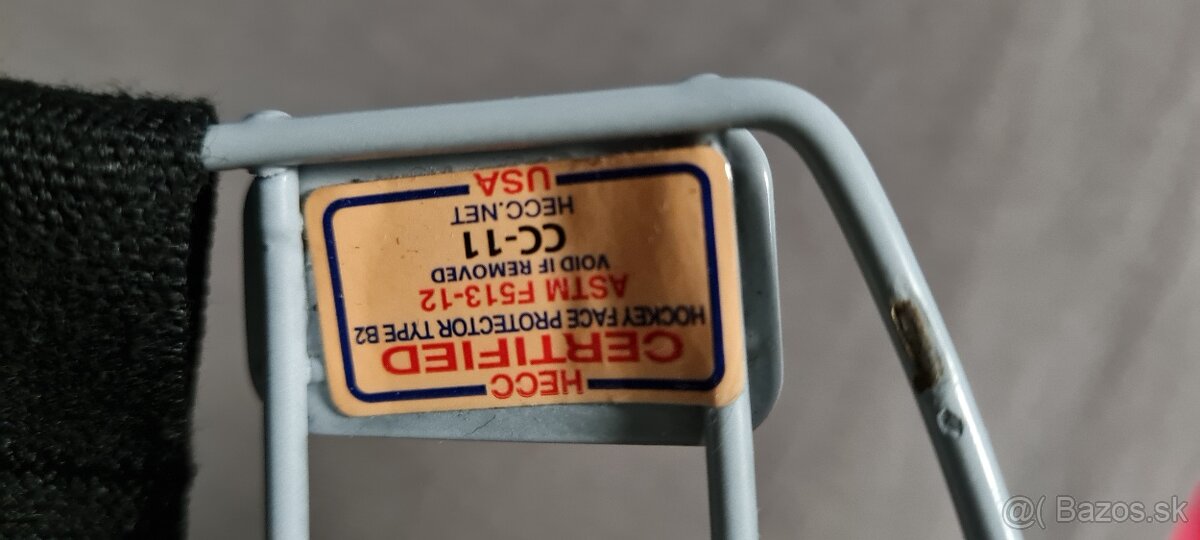 HECC
CERTIFIED
HOCKEY FACE PROTECTOR TYPE B2
ASTM F513-12
VOID IF REMOVED
CC-11
HECC.NET
USA
@( Bazos.sk